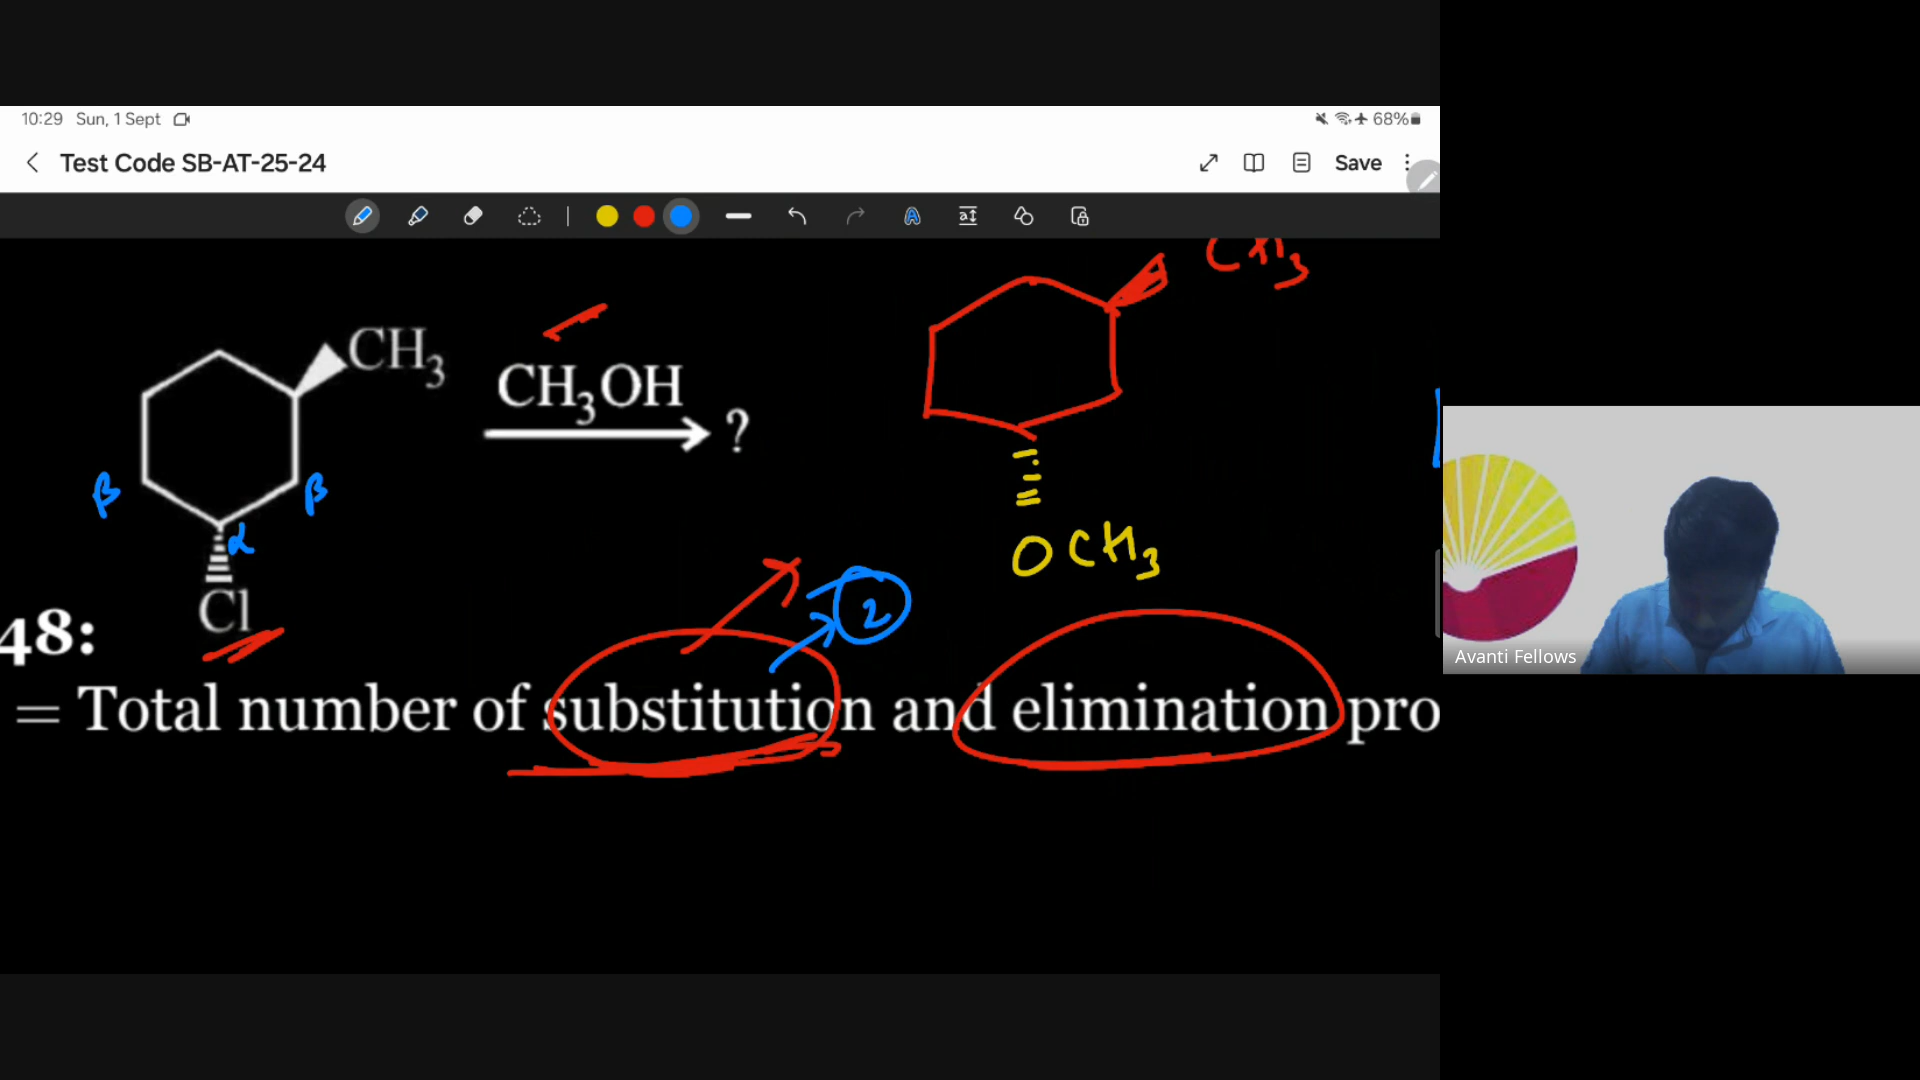 10:29 Sun, 1 Sept
68%
Test Code SB-AT-25-24
Save
CH3
CH3
CH3OH
?
β
β
α
Cl
OCH3
2
48:
= Total number of substitution and elimination pro
Avanti Fellows